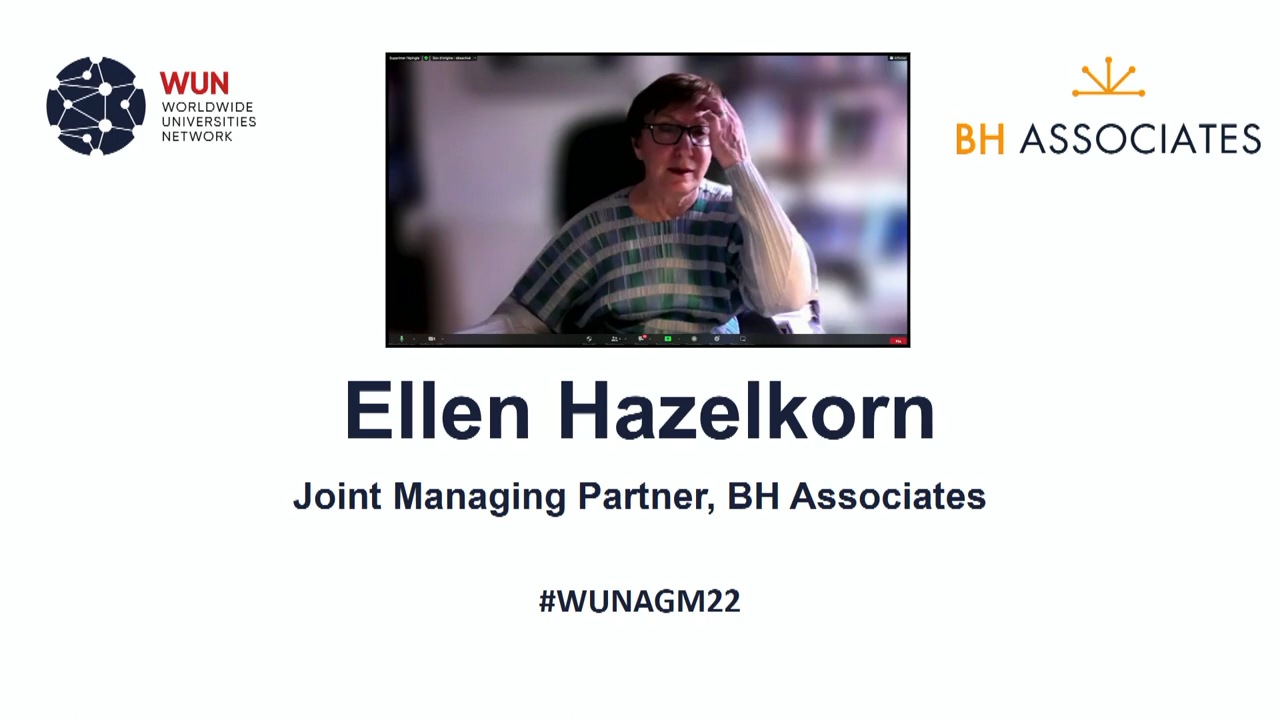 WUN
WORLDWIDE
UNIVERSITIES
NETWORK
BH ASSOCIATES
Ellen Hazelkorn
Joint Managing Partner, BH Associates
#WUNAGM22